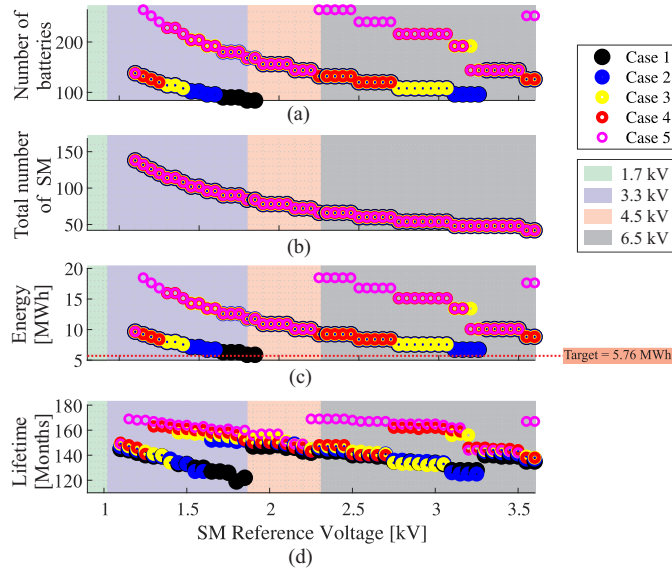 Number of
batteries
200
100
(a)
Total number
of SM
150
100
50
(b)
Energy
[MWh]
20
15
10
5
Target = 5.76 MWh
(c)
Lifetime
[Months]
180
160
140
120
1
1.5
2
2.5
3
3.5
SM Reference Voltage [kV]
(d)
Case 1
Case 2
Case 3
Case 4
Case 5
1.7 kV
3.3 kV
4.5 kV
6.5 kV